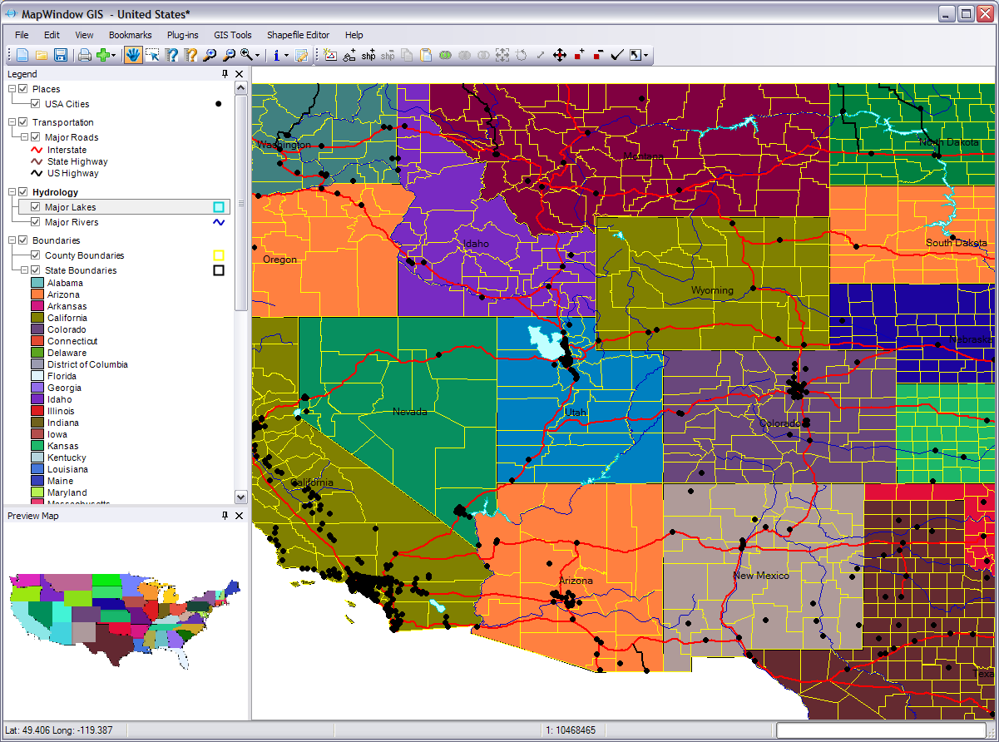 MapWindow GIS - United States*
File Edit View Bookmarks Plug-ins GIS Tools Shapefile Editor Help
shp shp
Legend
Places
USA Cities
Transportation
Major Roads
Interstate
State Highway
US Highway
Hydrology
Major Lakes
Major Rivers
Boundaries
County Boundaries
State Boundaries
Alabama
Arizona
Arkansas
California
Colorado
Connecticut
Delaware
District of Columbia
Florida
Georgia
Idaho
Illinois
Indiana
Iowa
Kansas
Kentucky
Louisiana
Maine
Maryland
Massachusetts
Preview Map
Washington
Montana
North Dakota
Idaho
Oregon
South Dakota
Wyoming
Nebraska
Nevada
Utah
Colorado
California
Arizona
New Mexico
Texa
Lat: 49.406 Long: -119.387
1: 10468465